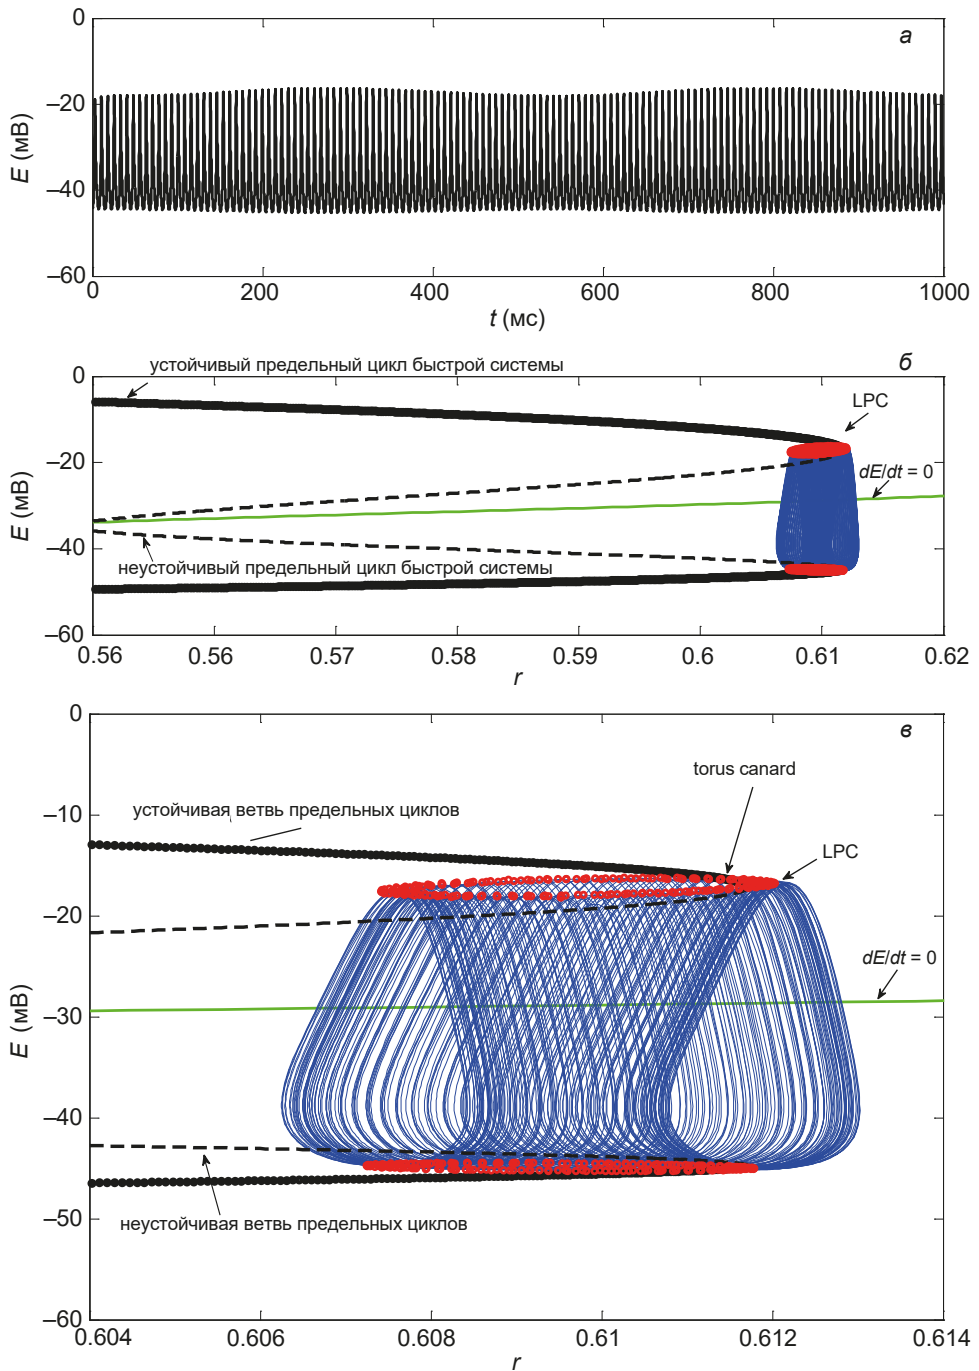 а
0
–20
–40
–60
E (мВ)
0
200
400
600
800
1000
t (мс)
б
устойчивый предельный цикл быстрой системы
LPC
dE/dt = 0
неустойчивый предельный цикл быстрой системы
0
–20
–40
–60
E (мВ)
0.56
0.56
0.57
0.58
0.59
0.6
0.61
0.62
r
в
torus canard
устойчивая ветвь предельных циклов
LPC
dE/dt = 0
неустойчивая ветвь предельных циклов
0
–10
–20
–30
–40
–50
–60
E (мВ)
0.604
0.606
0.608
0.61
0.612
0.614
r